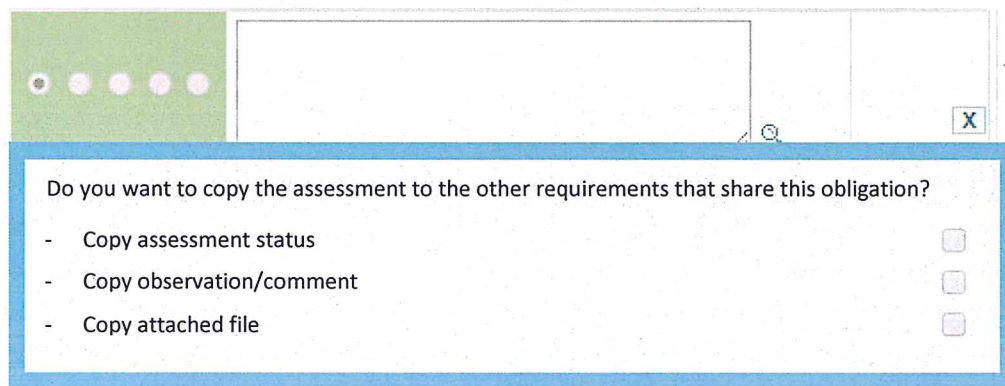 X
Do you want to copy the assessment to the other requirements that share this obligation?
- Copy assessment status
- Copy observation/comment
- Copy attached file